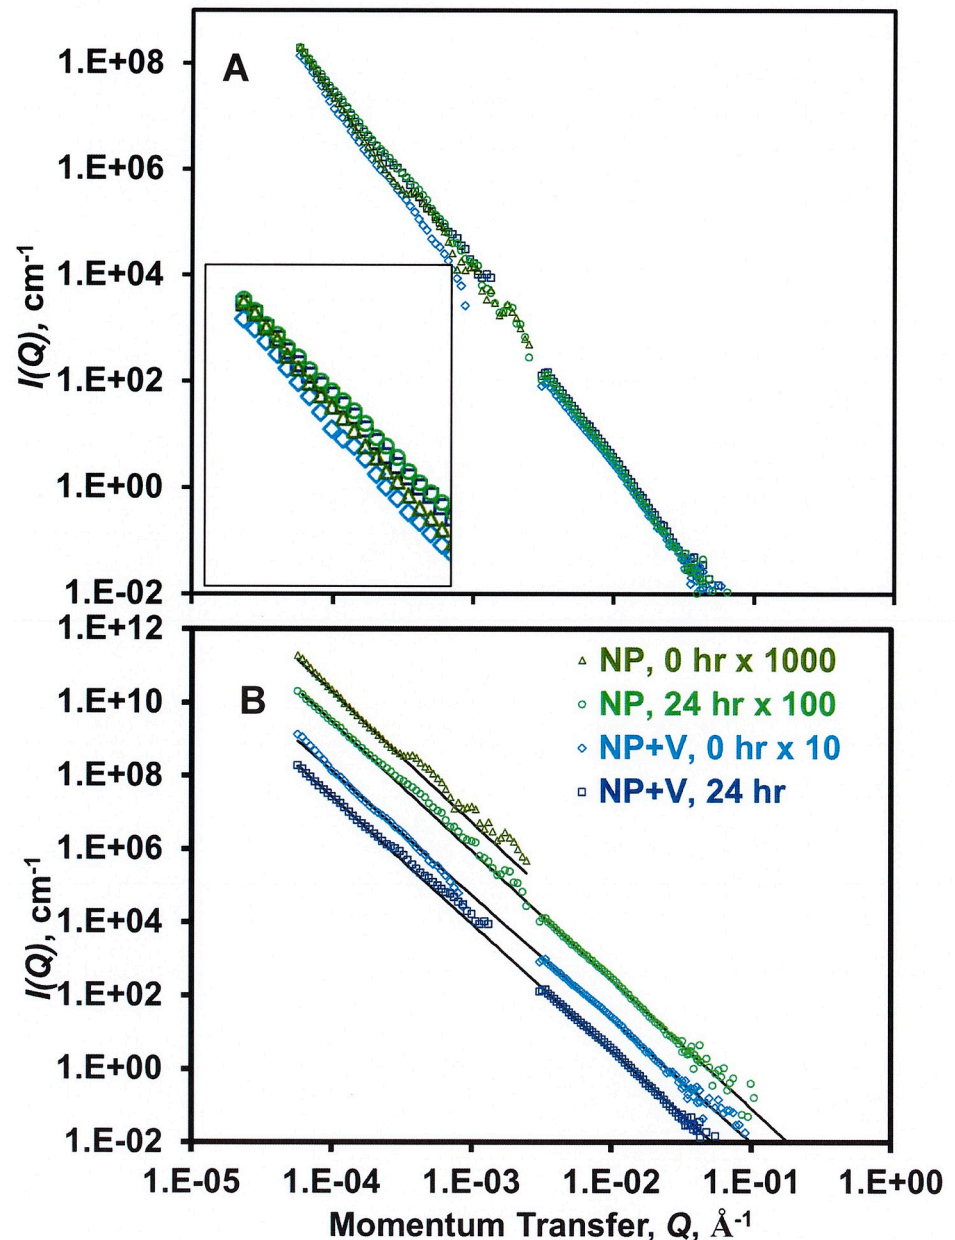 A
1.E+08
1.E+06
1.E+04
1.E+02
1.E+00
1.E-02
I(Q), cm-1
B
1.E+12
1.E+10
1.E+08
1.E+06
1.E+04
1.E+02
1.E+00
1.E-02
I(Q), cm-1
NP, 0 hr x 1000
NP, 24 hr x 100
NP+V, 0 hr x 10
NP+V, 24 hr
1.E-05 1.E-04 1.E-03 1.E-02 1.E-01 1.E+00
Momentum Transfer, Q, Å-1